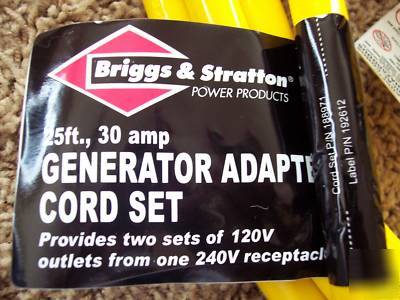 Briggs & Stratton®
POWER PRODUCTS
25ft., 30 amp
GENERATOR ADAPTE
CORD SET
Provides two sets of 120V
outlets from one 240V receptacl
Cord Set P/N 188971
Label P/N 192612